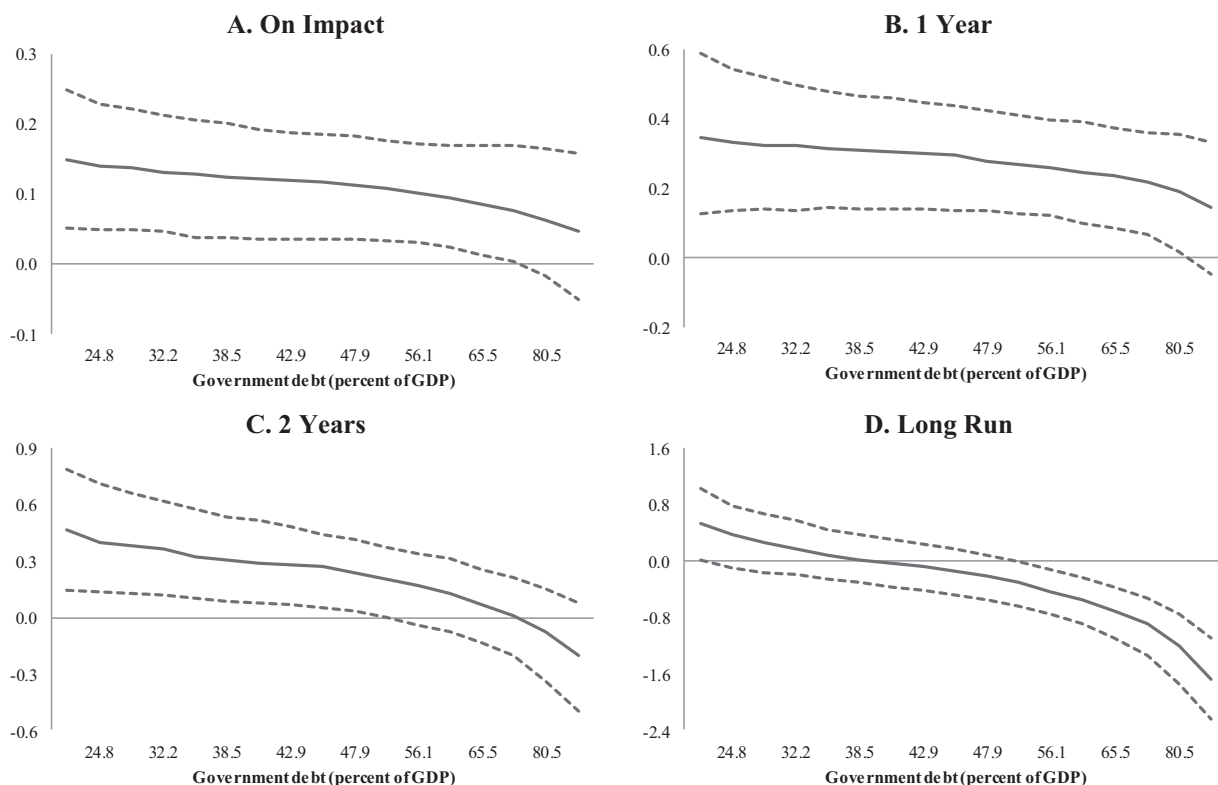 A. On Impact
0.3
0.2
0.1
0.0
-0.1
24.8 32.2 38.5 42.9 47.9 56.1 65.5 80.5
Government debt (percent of GDP)
B. 1 Year
0.6
0.4
0.2
0.0
-0.2
24.8 32.2 38.5 42.9 47.9 56.1 65.5 80.5
Government debt (percent of GDP)
C. 2 Years
0.9
0.6
0.3
0.0
-0.3
-0.6
24.8 32.2 38.5 42.9 47.9 56.1 65.5 80.5
Government debt (percent of GDP)
D. Long Run
1.6
0.8
0.0
-0.8
-1.6
-2.4
24.8 32.2 38.5 42.9 47.9 56.1 65.5 80.5
Government debt (percent of GDP)